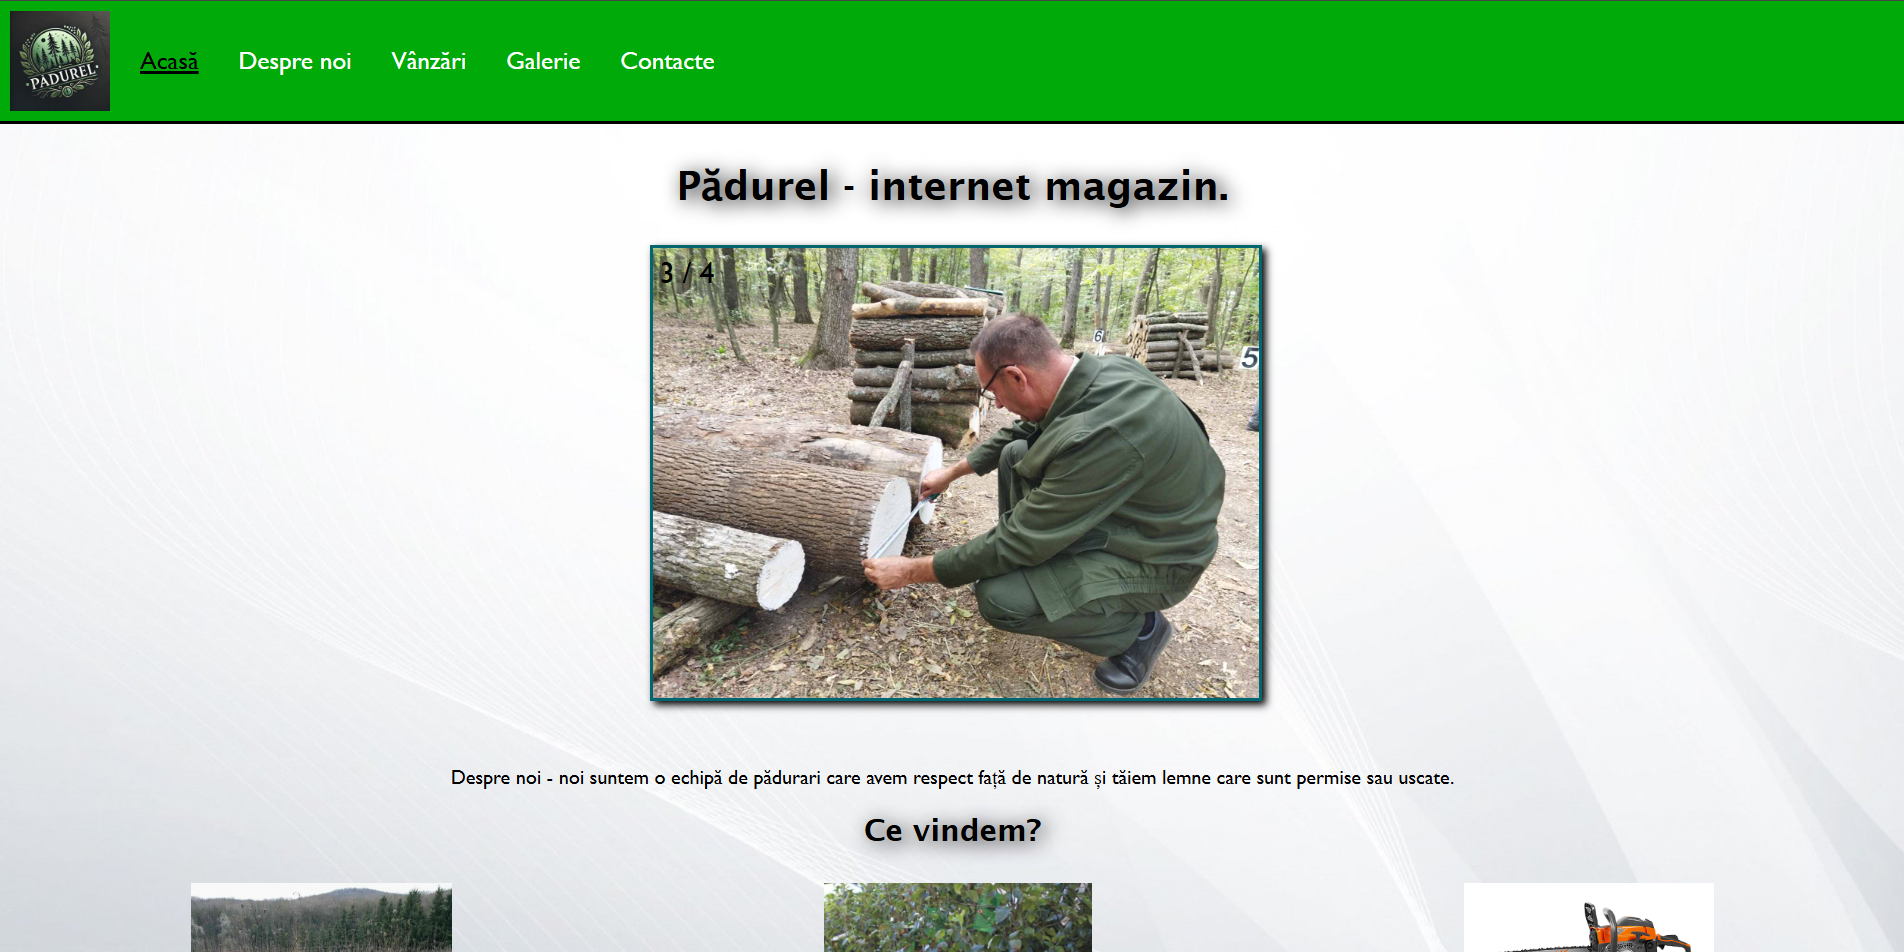 PĂDUREL
Acasă Despre noi Vânzări Galerie Contacte
Pădurel - internet magazin.
3 / 4
6
5
Despre noi - noi suntem o echipă de pădurari care avem respect față de natură și tăiem lemne care sunt permise sau uscate.
Ce vindem?